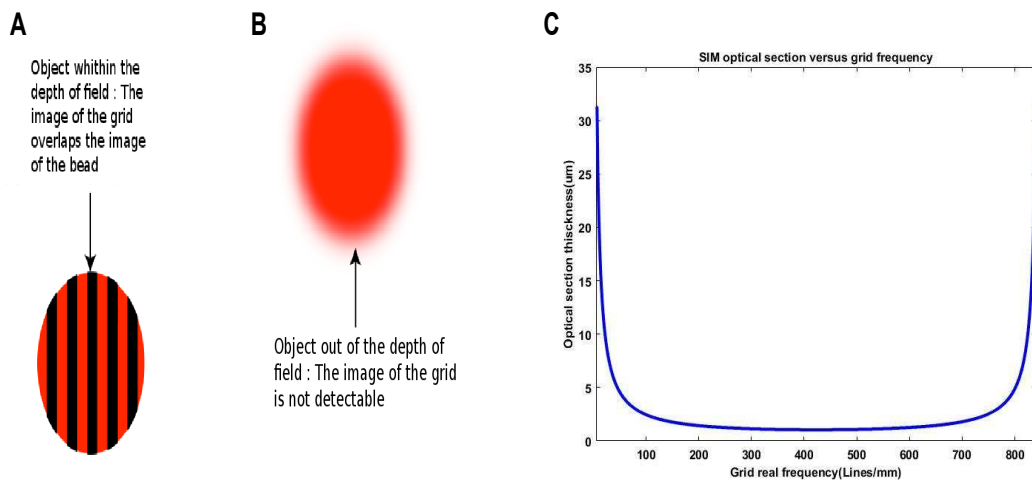 A
Object whithin the
depth of field : The
image of the grid
overlaps the image
of the bead
B
Object out of the depth of
field : The image of the grid
is not detectable
C
SIM optical section versus grid frequency
Optical section thisckness(um)
35
30
25
20
15
10
5
0
100
200
300
400
500
600
700
800
Grid real frequency(Lines/mm)